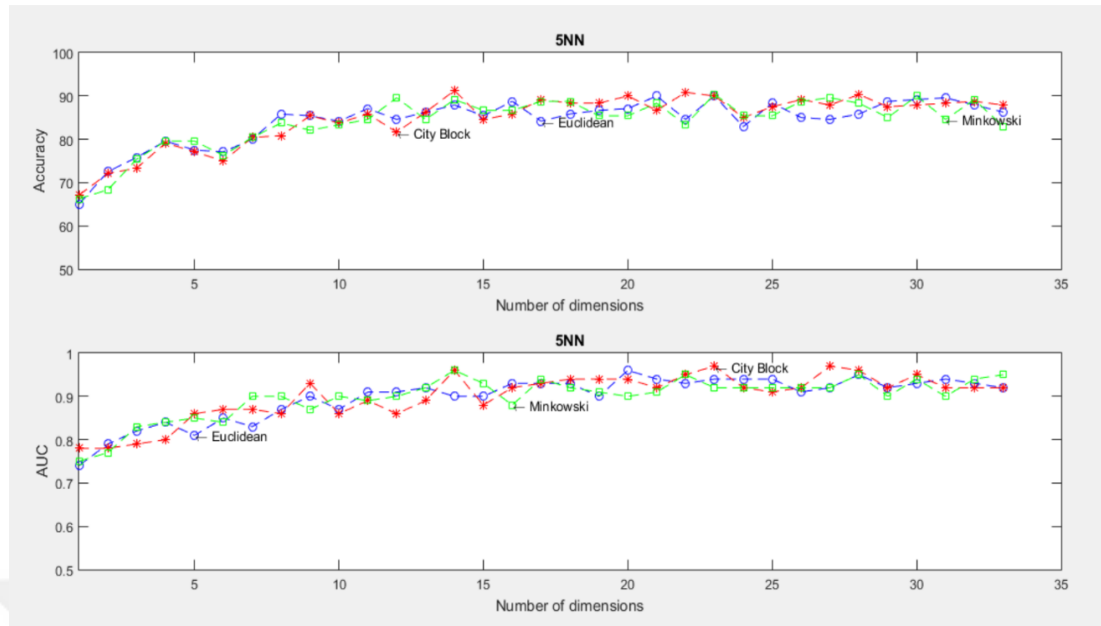 5NN
100
90
80
70
60
50
Accuracy
← City Block
← Euclidean
← Minkowski
5 10 15 20 25 30 35
Number of dimensions
5NN
1
0.9
0.8
0.7
0.6
0.5
AUC
← City Block
← Minkowski
← Euclidean
5 10 15 20 25 30 35
Number of dimensions